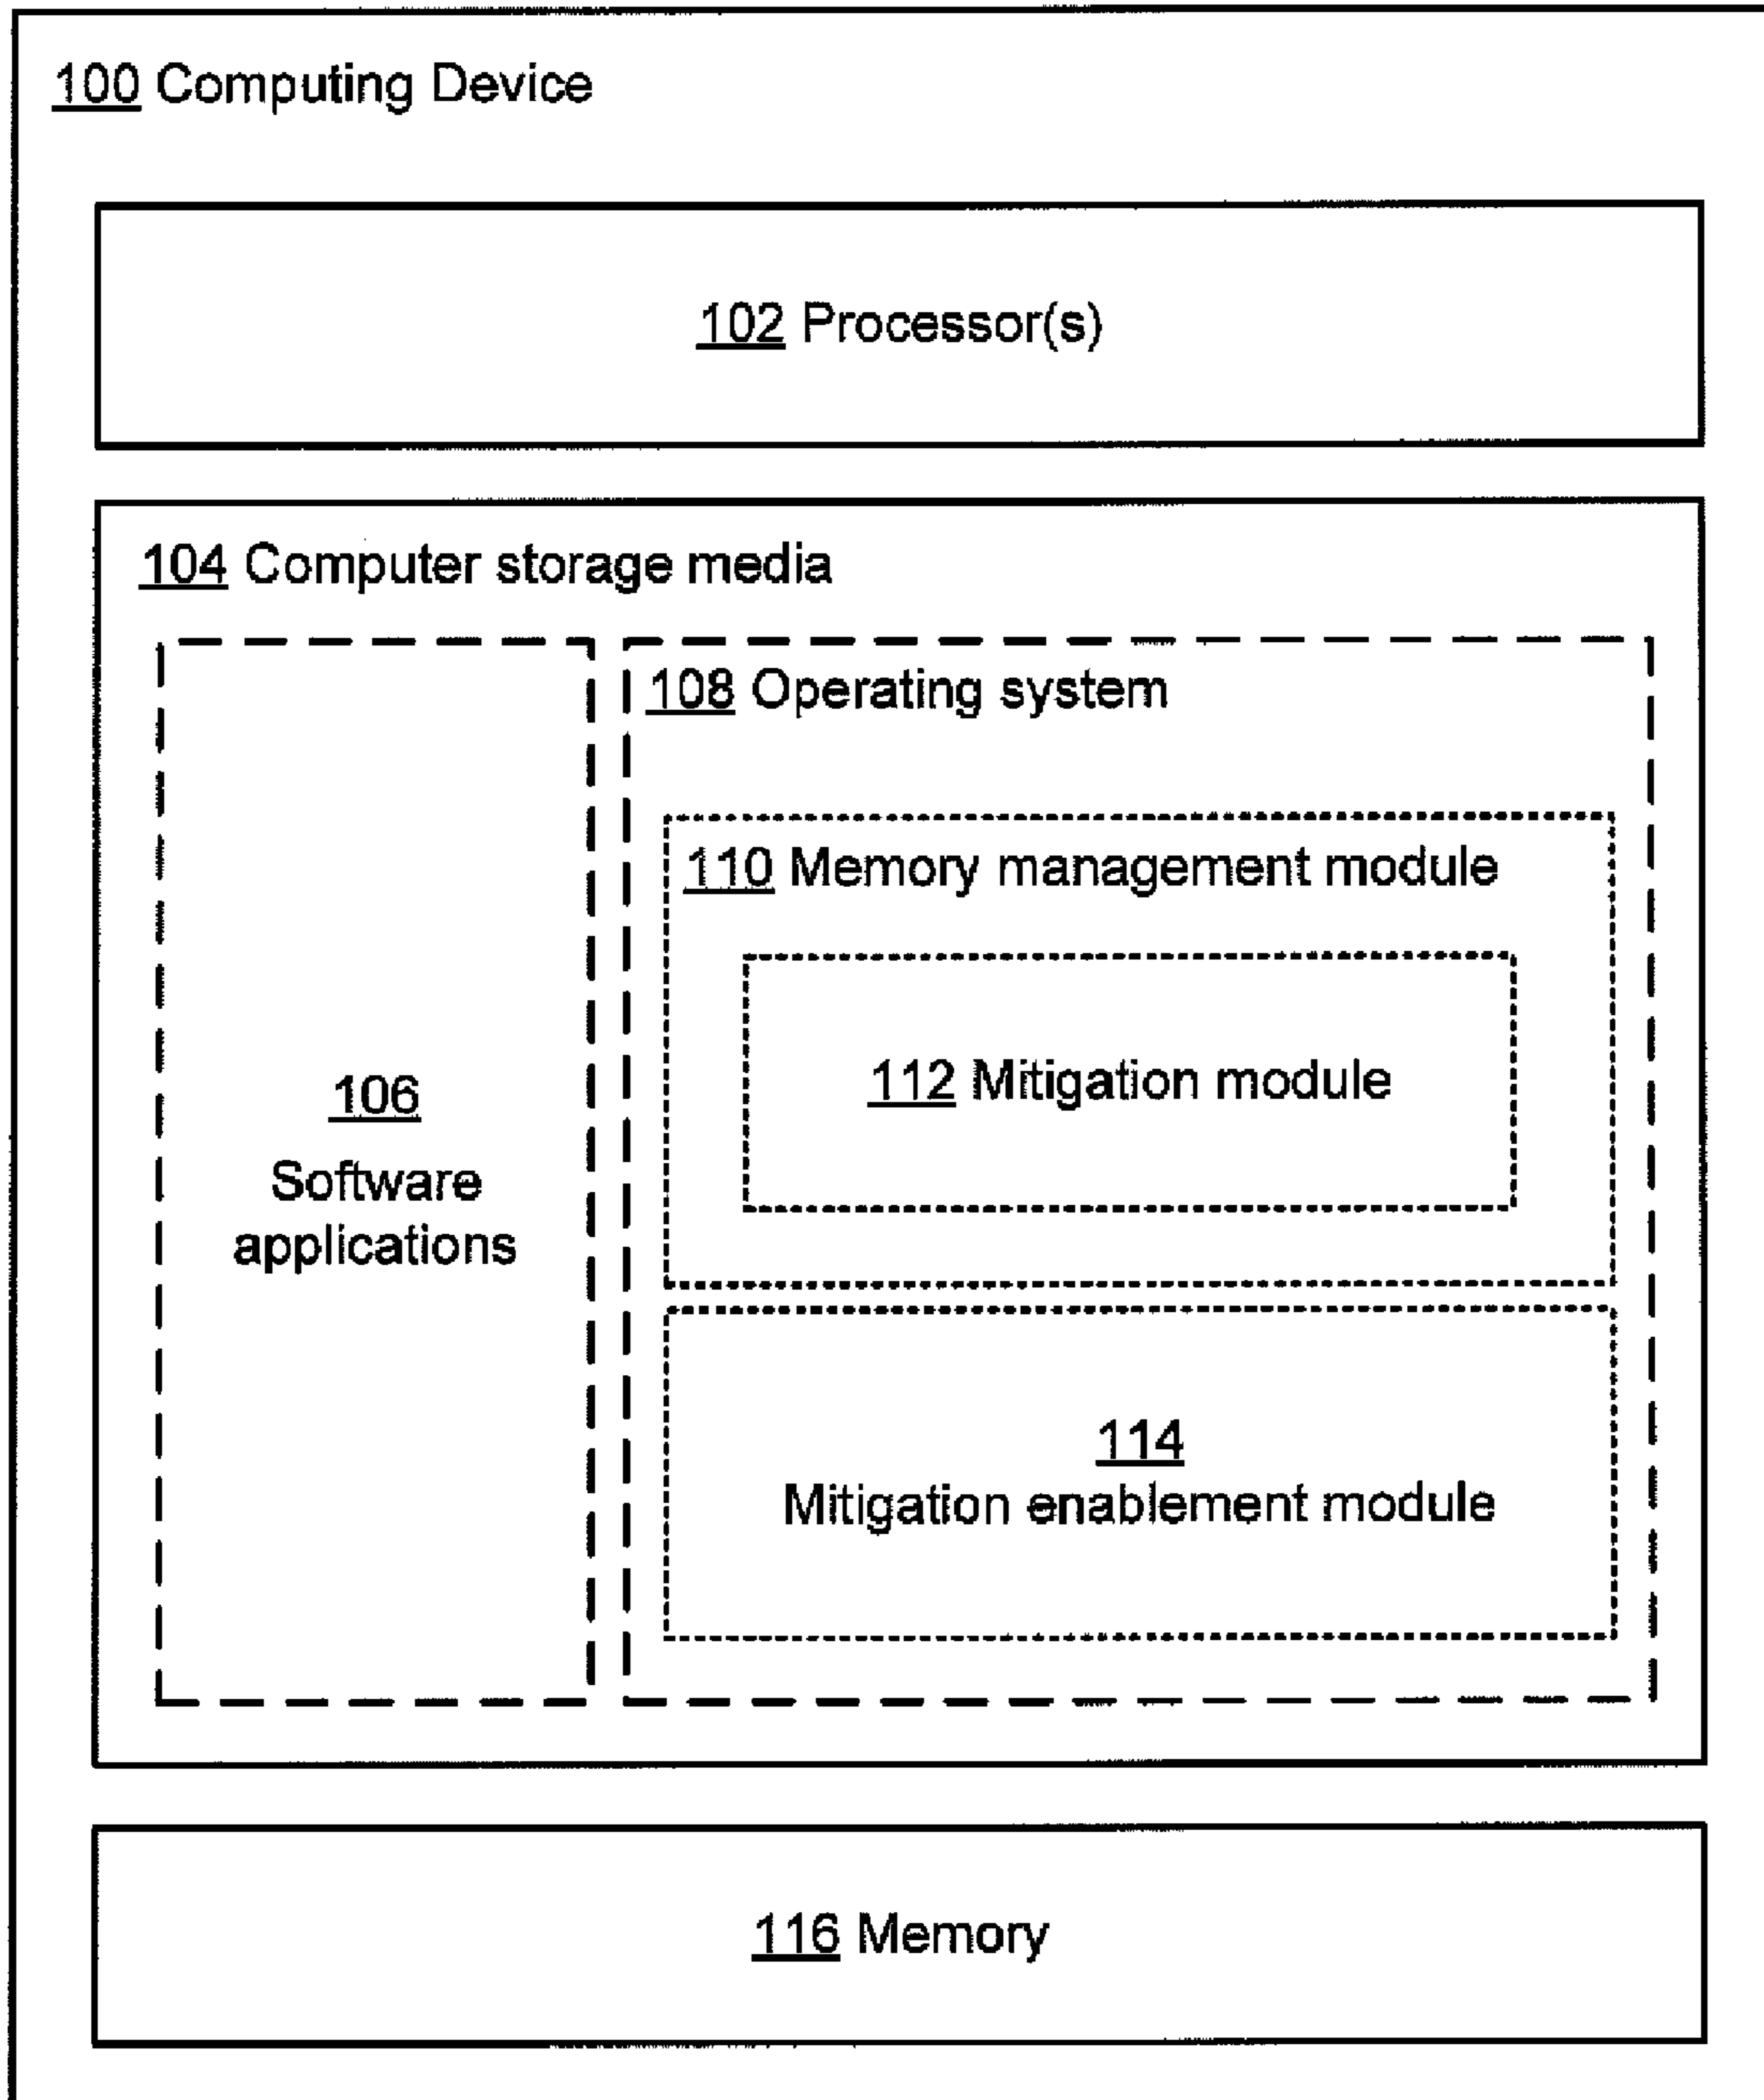 100 Computing Device
102 Processor(s)
104 Computer storage media
106
Software
applications
108 Operating system
110 Memory management module
112 Mitigation module
114
Mitigation enablement module
116 Memory